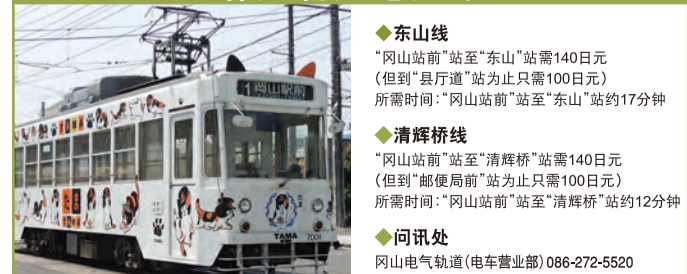 1 岡山駅前
TAMA
7001
◆东山线
“冈山站前”站至“东山”站需140日元
（但到“县厅道”站为止只需100日元）
所需时间：“冈山站前”站至“东山”站约17分钟
◆清辉桥线
“冈山站前”站至“清辉桥”站需140日元
（但到“邮便局前”站为止只需100日元）
所需时间：“冈山站前”站至“清辉桥”站约12分钟
◆问讯处
冈山电气轨道（电车营业部）086-272-5520